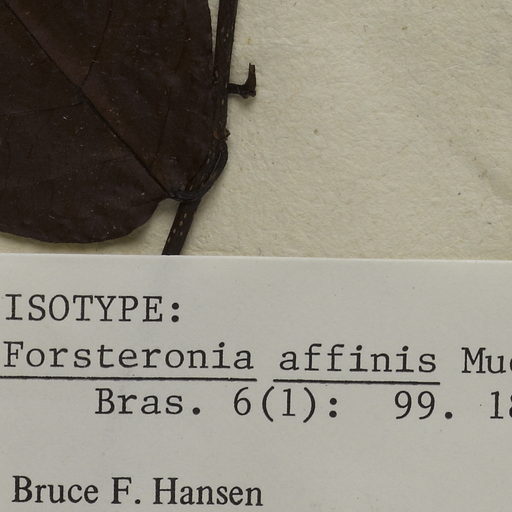 ISOTYPE:
Forsteronia affinis
Bras. 6(1): 99.
Bruce F. Hansen